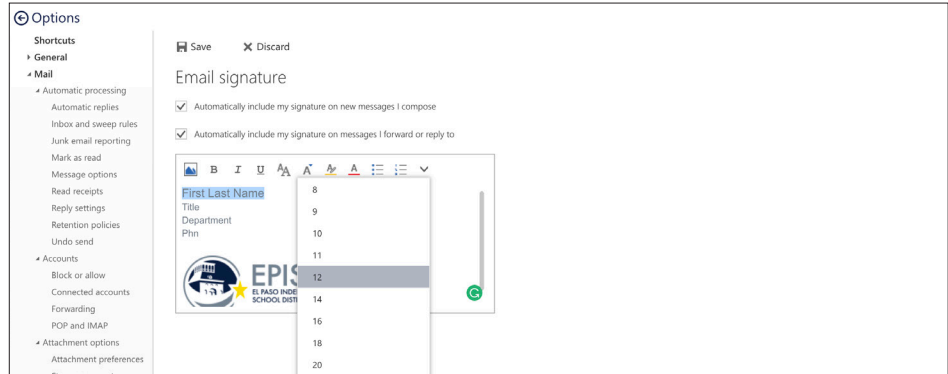 Options
Shortcuts
General
Mail
Automatic processing
Automatic replies
Inbox and sweep rules
Junk email reporting
Mark as read
Message options
Read receipts
Reply settings
Retention policies
Undo send
Accounts
Block or allow
Connected accounts
Forwarding
POP and IMAP
Attachment options
Attachment preferences
Save Discard
Email signature
Automatically include my signature on new messages I compose
Automatically include my signature on messages I forward or reply to
B I U AA A A A
First Last Name
Title
Department
Phn
EPIS
EL PASO INDE
SCHOOL DISTI
G
8
9
10
11
12
14
16
18
20